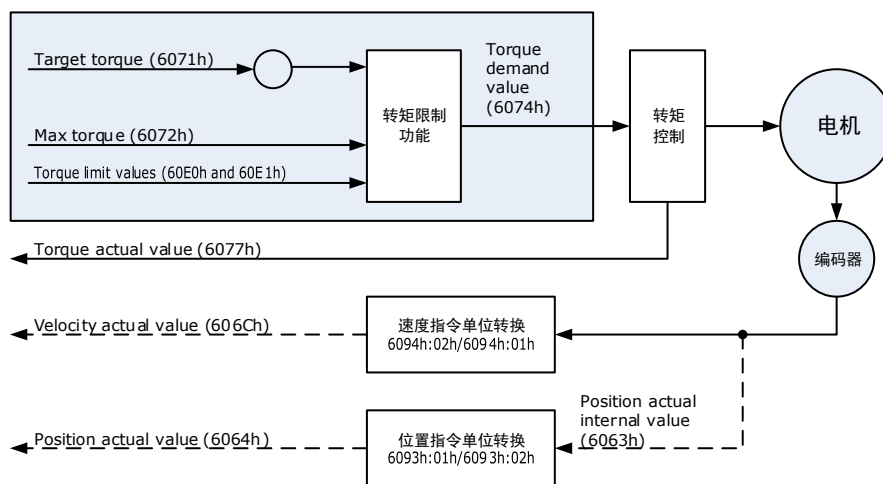 Target torque (6071h)
Max torque (6072h)
Torque limit values (60E0h and 60E1h)
转矩限制
功能
Torque
demand
value
(6074h)
转矩
控制
电机
编码器
Torque actual value (6077h)
Velocity actual value (606Ch)
速度指令单位转换
6094h:02h/6094h:01h
Position actual
internal value
(6063h)
Position actual value (6064h)
位置指令单位转换
6093h:01h/6093h:02h